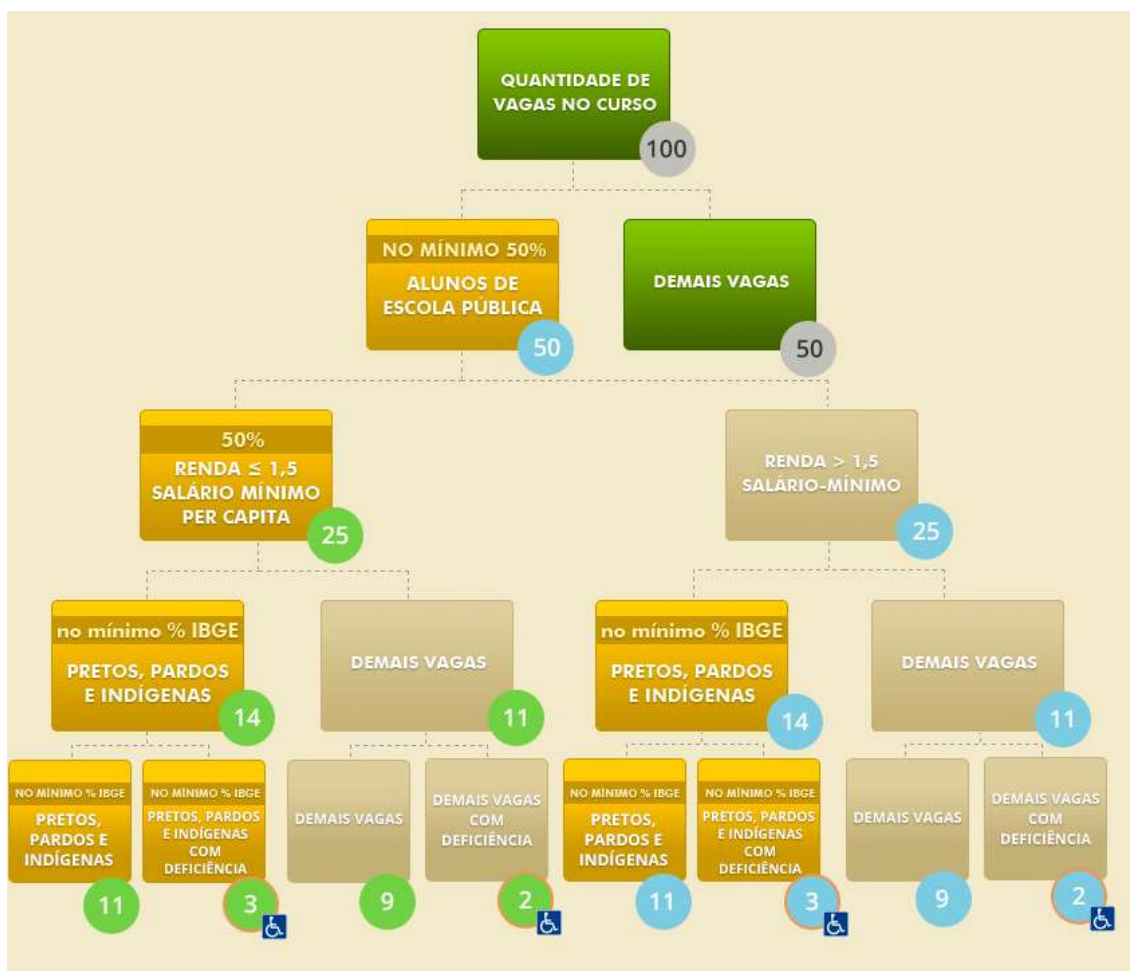 QUANTIDADE DE
VAGAS NO CURSO
100
NO MÍNIMO 50%
ALUNOS DE
ESCOLA PÚBLICA
50
DEMAIS VAGAS
50
50%
RENDA ≤ 1,5
SALÁRIO MÍNIMO
PER CAPITA
25
RENDA > 1,5
SALÁRIO-MÍNIMO
25
no mínimo % IBGE
PRETOS, PARDOS
E INDÍGENAS
14
DEMAIS VAGAS
11
no mínimo % IBGE
PRETOS, PARDOS
E INDÍGENAS
14
DEMAIS VAGAS
11
NO MÍNIMO % IBGE
PRETOS,
PARDOS E
INDÍGENAS
11
NO MÍNIMO % IBGE
PRETOS, PARDOS
E INDÍGENAS
COM
DEFICIÊNCIA
3
DEMAIS VAGAS
9
DEMAIS VAGAS
COM
DEFICIÊNCIA
2
NO MÍNIMO % IBGE
PRETOS,
PARDOS E
INDÍGENAS
11
NO MÍNIMO % IBGE
PRETOS, PARDOS
E INDÍGENAS
COM
DEFICIÊNCIA
3
DEMAIS VAGAS
9
DEMAIS VAGAS
COM
DEFICIÊNCIA
2